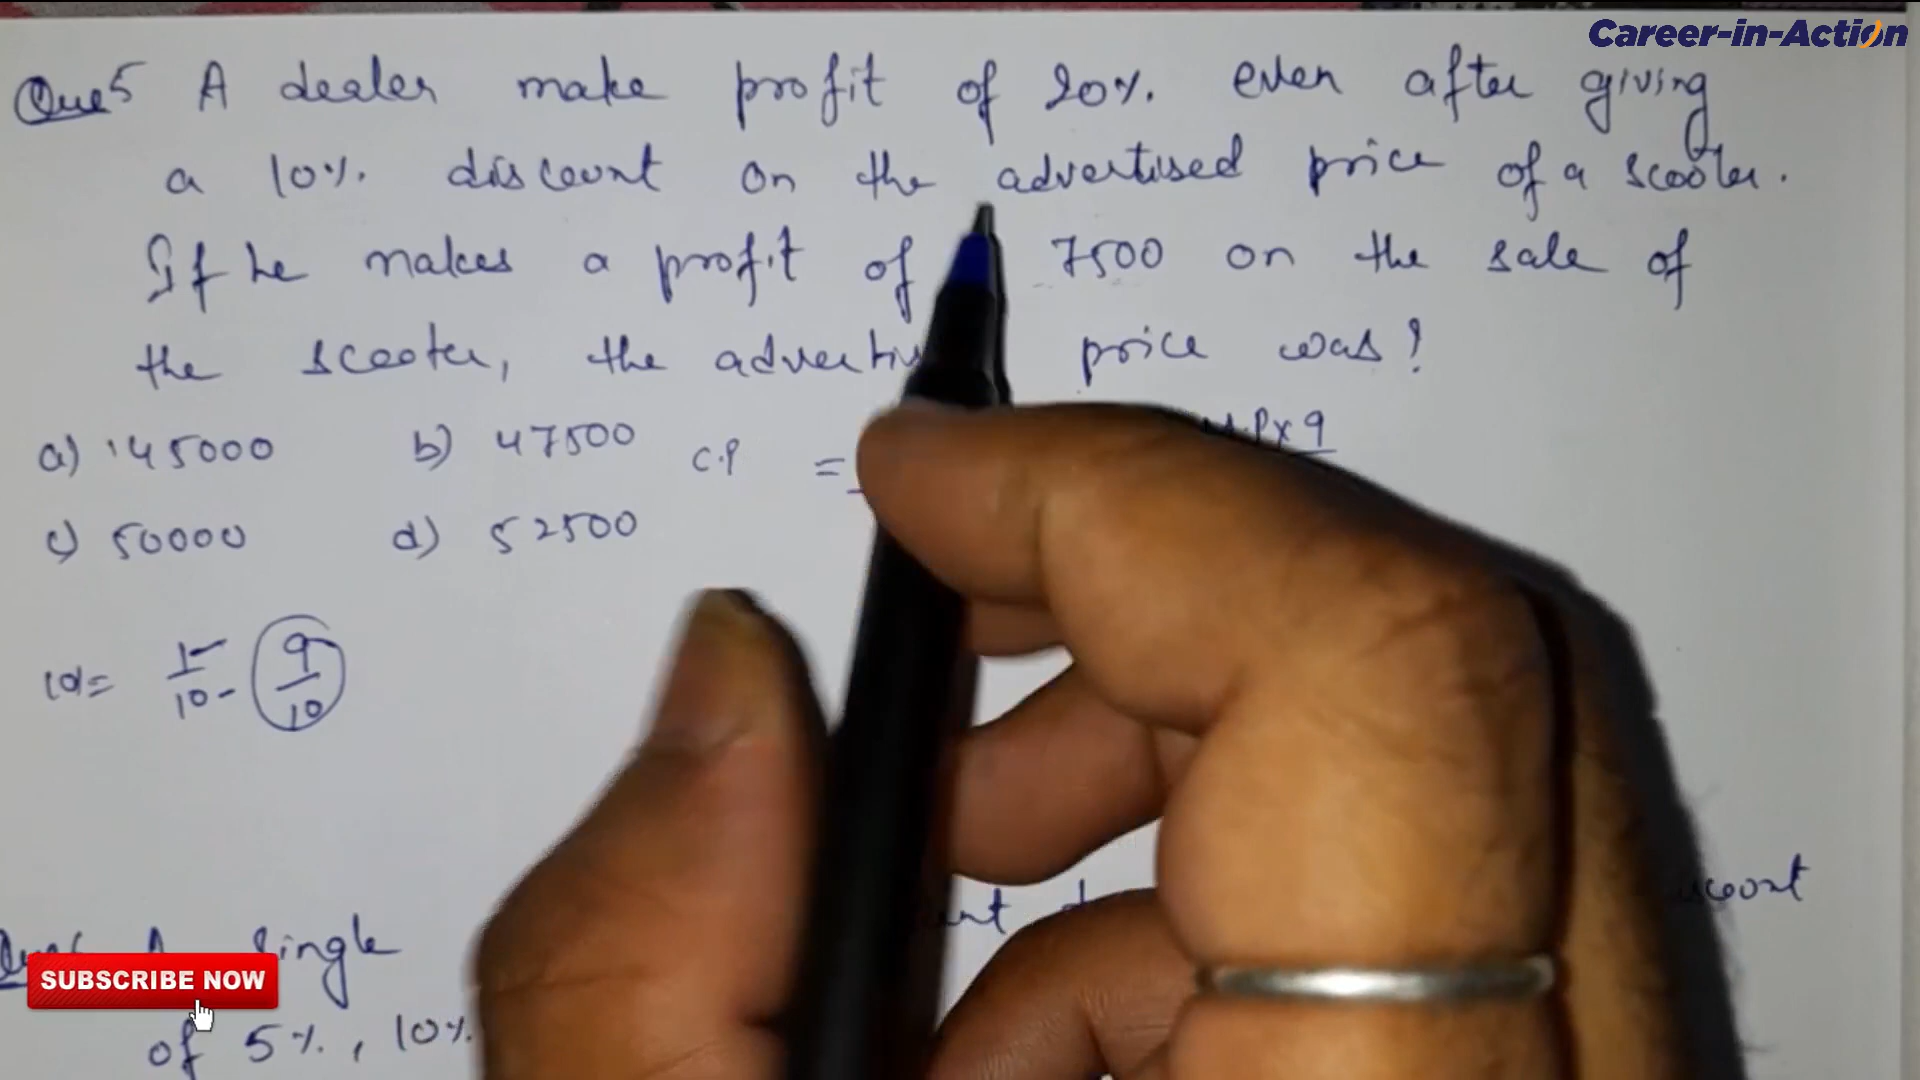 Career-in-Action
Que5 A dealer make profit of 20%. even after giving
a 10%. discount on the advertised price of a scooter.
If he makes a profit of 7500 on the sale of
the scooter, the price was?
a) 45000 b) 47500
C.P = M.P x 9
c) 50000 d) 52500
10%= 1/10 - 9/10
discount
A single
SUBSCRIBE NOW
of 5%, 10%.